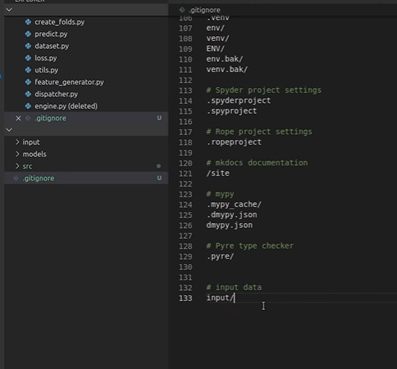 create_folds.py
predict.py
dataset.py
loss.py
utils.py
feature_generator.py
dispatcher.py
engine.py (deleted)
.gitignore U
input
models
src
.gitignore U
.gitignore
106 .venv
107 env/
108 venv/
109 ENV/
110 env.bak/
111 venv.bak/
112
113 # Spyder project settings
114 .spyderproject
115 .spyproject
116
117 # Rope project settings
118 .ropeproject
119
120 # mkdocs documentation
121 /site
122
123 # mypy
124 .mypy_cache/
125 .dmypy.json
126 dmypy.json
127
128 # Pyre type checker
129 .pyre/
130
131
132 # input data
133 input/